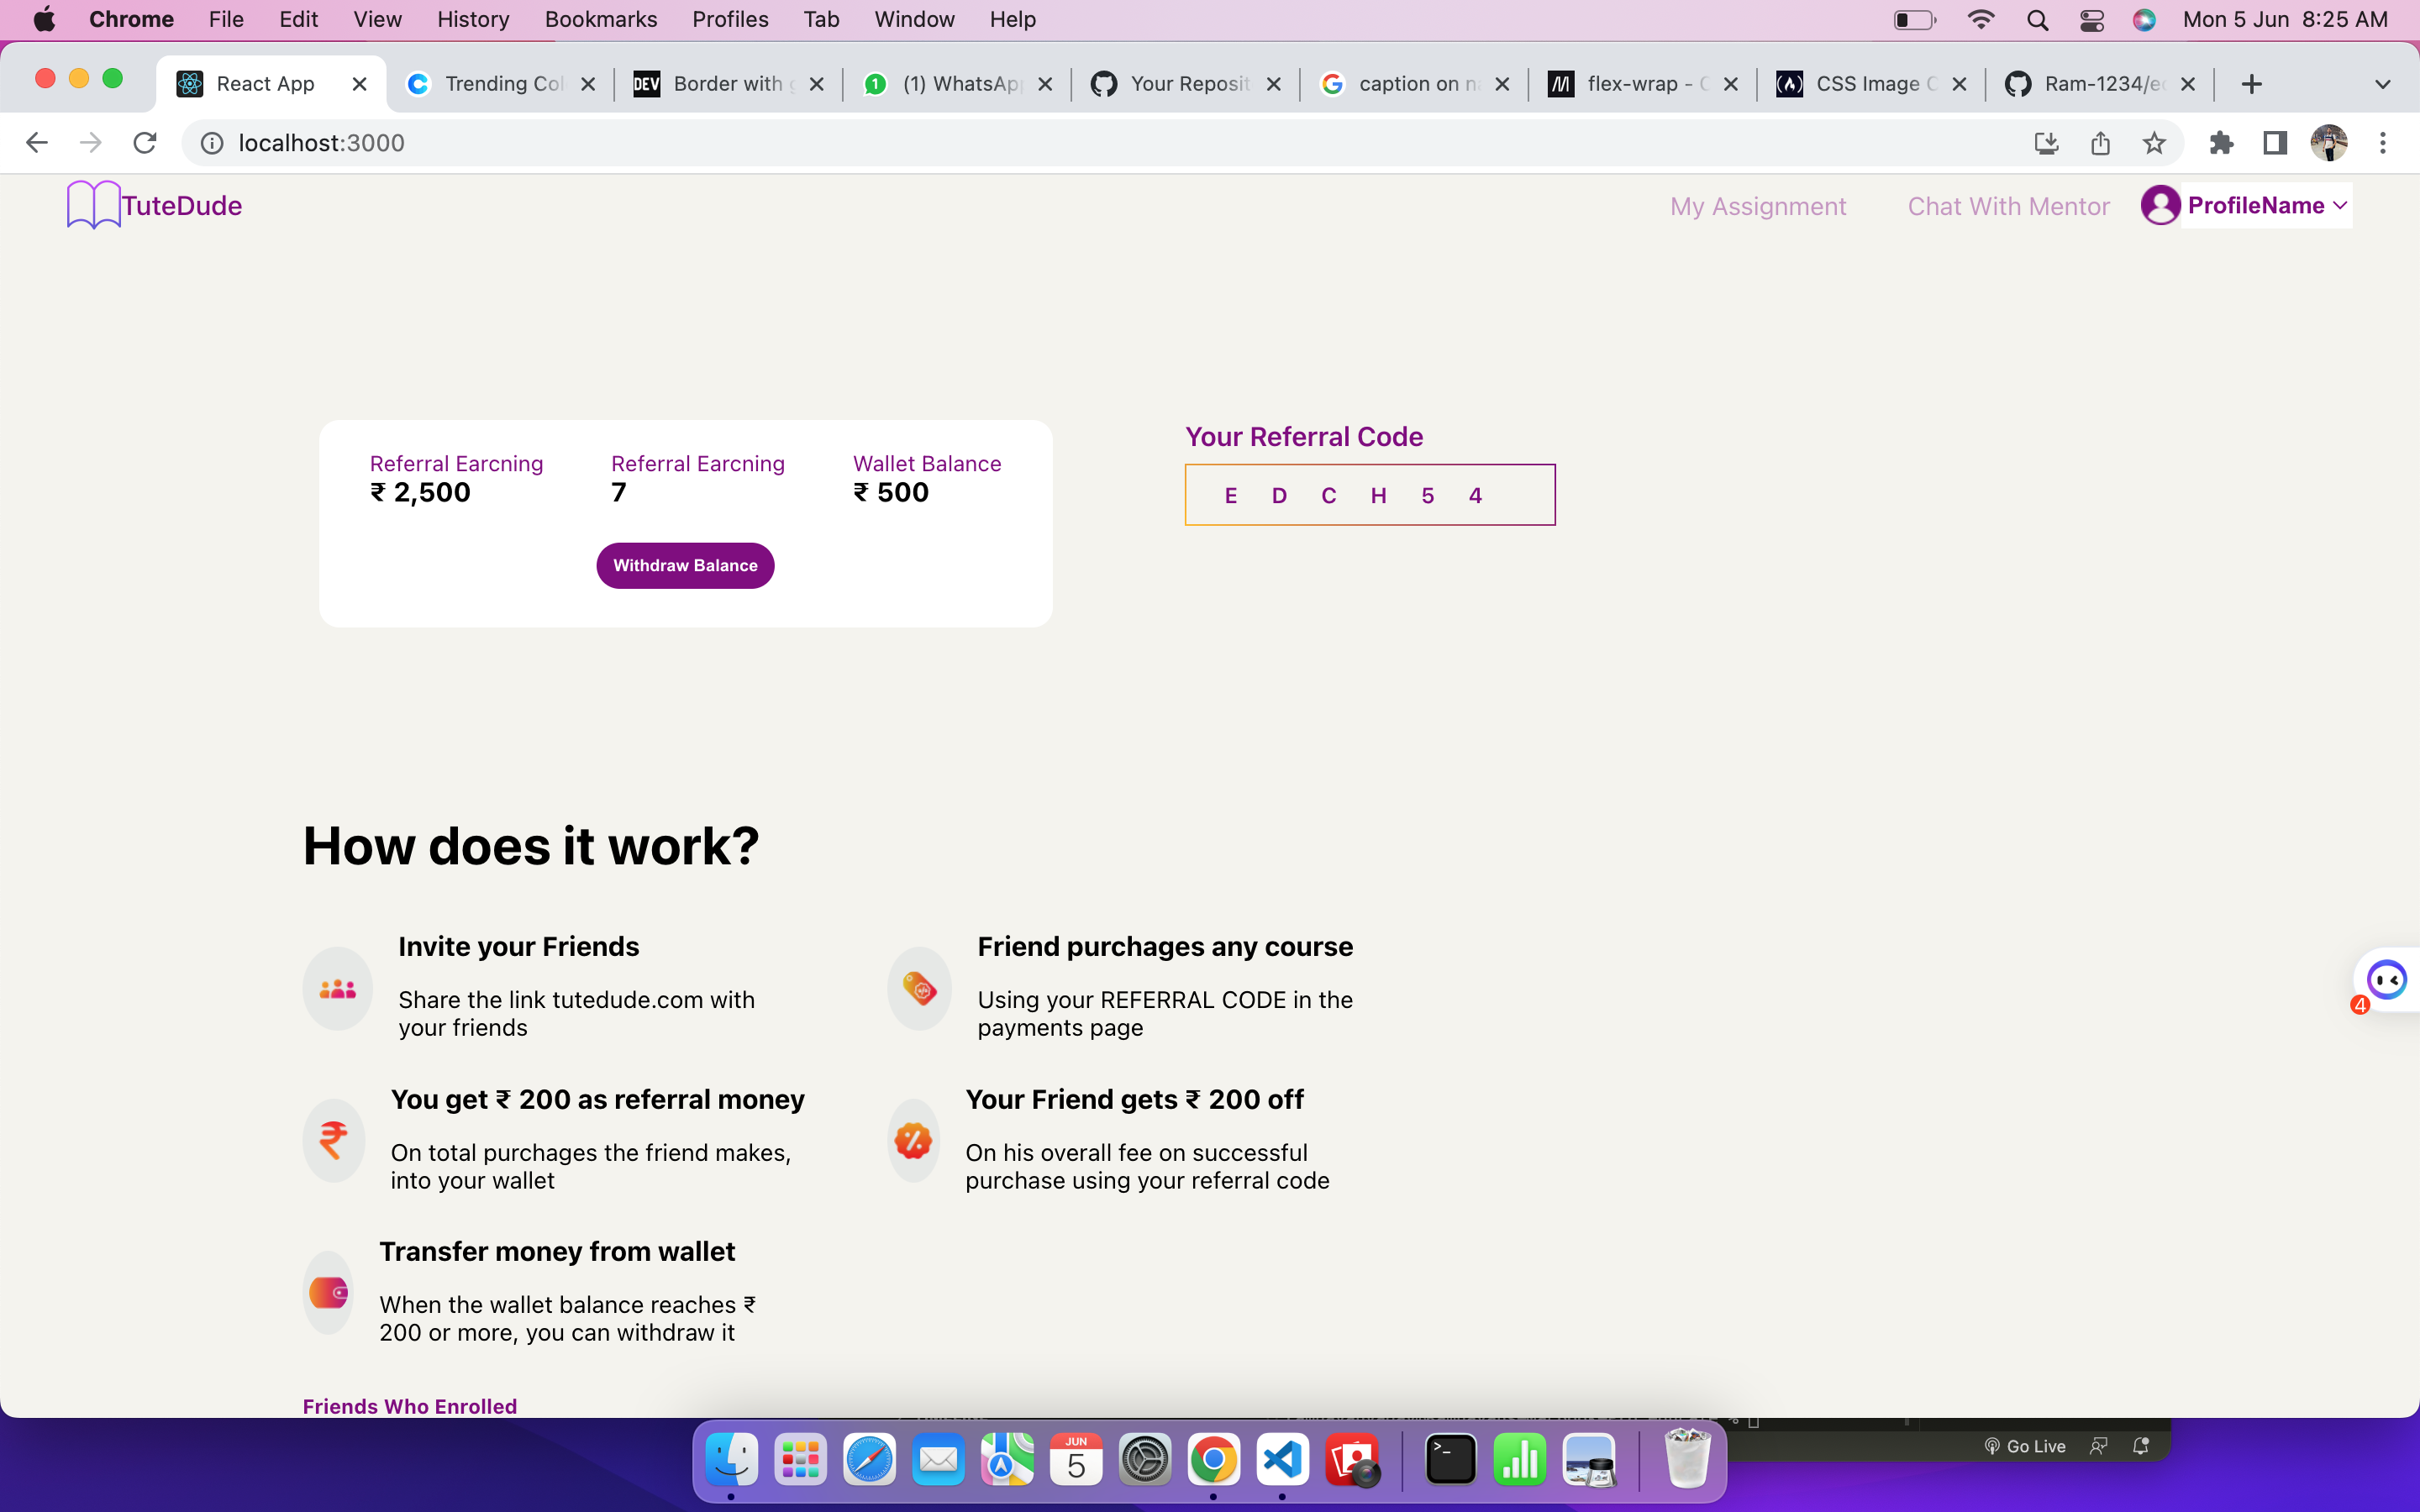 Chrome File Edit View History Bookmarks Profiles Tab Window Help Mon 5 Jun 8:25 AM
React App Trending Col DEV Border with 1 (1) WhatsAp Your Reposit caption on n flex-wrap - CSS Image C Ram-1234/e
localhost:3000
TuteDude My Assignment Chat With Mentor ProfileName
Your Referral Code
Referral Earcning Referral Earcning Wallet Balance
₹ 2,500 7 ₹ 500
E D C H 5 4
Withdraw Balance
How does it work?
Invite your Friends
Share the link tutedude.com with
your friends
Friend purchages any course
Using your REFERRAL CODE in the
payments page
4
You get ₹ 200 as referral money
On total purchages the friend makes,
into your wallet
Your Friend gets ₹ 200 off
On his overall fee on successful
purchase using your referral code
Transfer money from wallet
When the wallet balance reaches ₹
200 or more, you can withdraw it
Friends Who Enrolled
JUN
5
Go Live